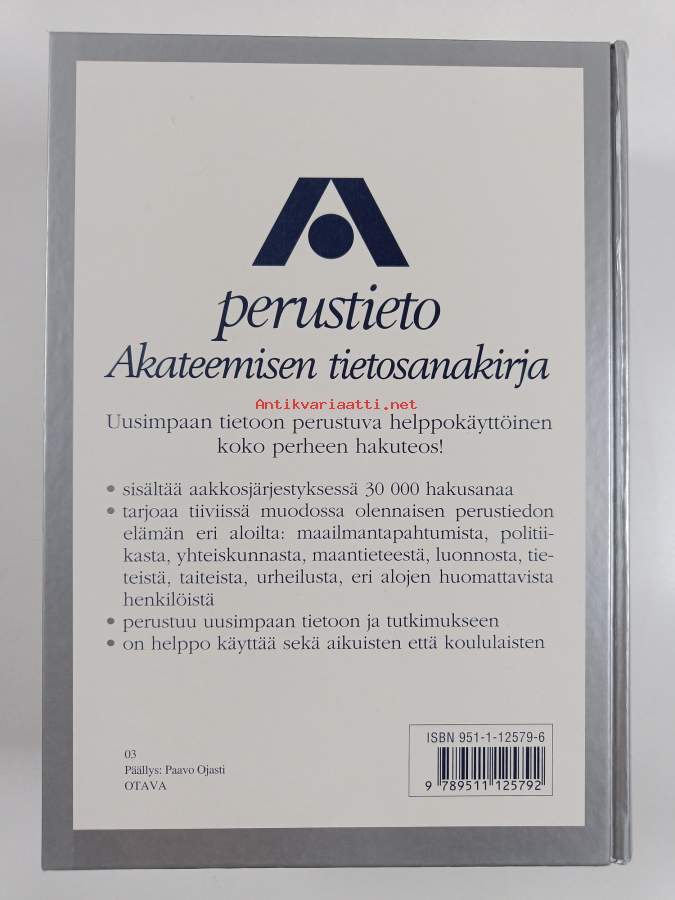 perustieto
Akateemisen tietosanakirja
Antikvariaatti.net
Uusimpaan tietoon perustuva helppokäyttöinen
koko perheen hakuteos!
• sisältää aakkosjärjestyksessä 30 000 hakusanaa
• tarjoaa tiiviissä muodossa olennaisen perustiedon
elämän eri aloilta: maailmantapahtumista, politii-
kasta, yhteiskunnasta, maantieteestä, luonnosta, tie-
teistä, taiteista, urheilusta, eri alojen huomattavista
henkilöistä
• perustuu uusimpaan tietoon ja tutkimukseen
• on helppo käyttää sekä aikuisten että koululaisten
ISBN 951-1-12579-6
9 789511 125792
03
Päällys: Paavo Ojasti
OTAVA